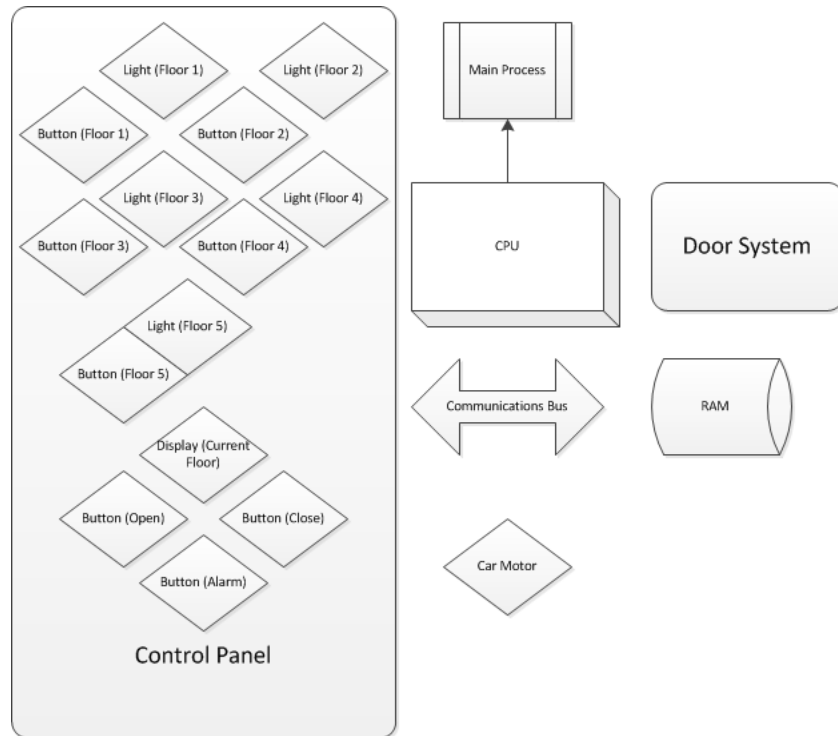 Light (Floor 1)
Light (Floor 2)
Main Process
Button (Floor 1)
Button (Floor 2)
Light (Floor 3)
Light (Floor 4)
Button (Floor 3)
Button (Floor 4)
CPU
Door System
Light (Floor 5)
Button (Floor 5)
Communications Bus
RAM
Display (Current
Floor)
Button (Open)
Button (Close)
Car Motor
Button (Alarm)
Control Panel